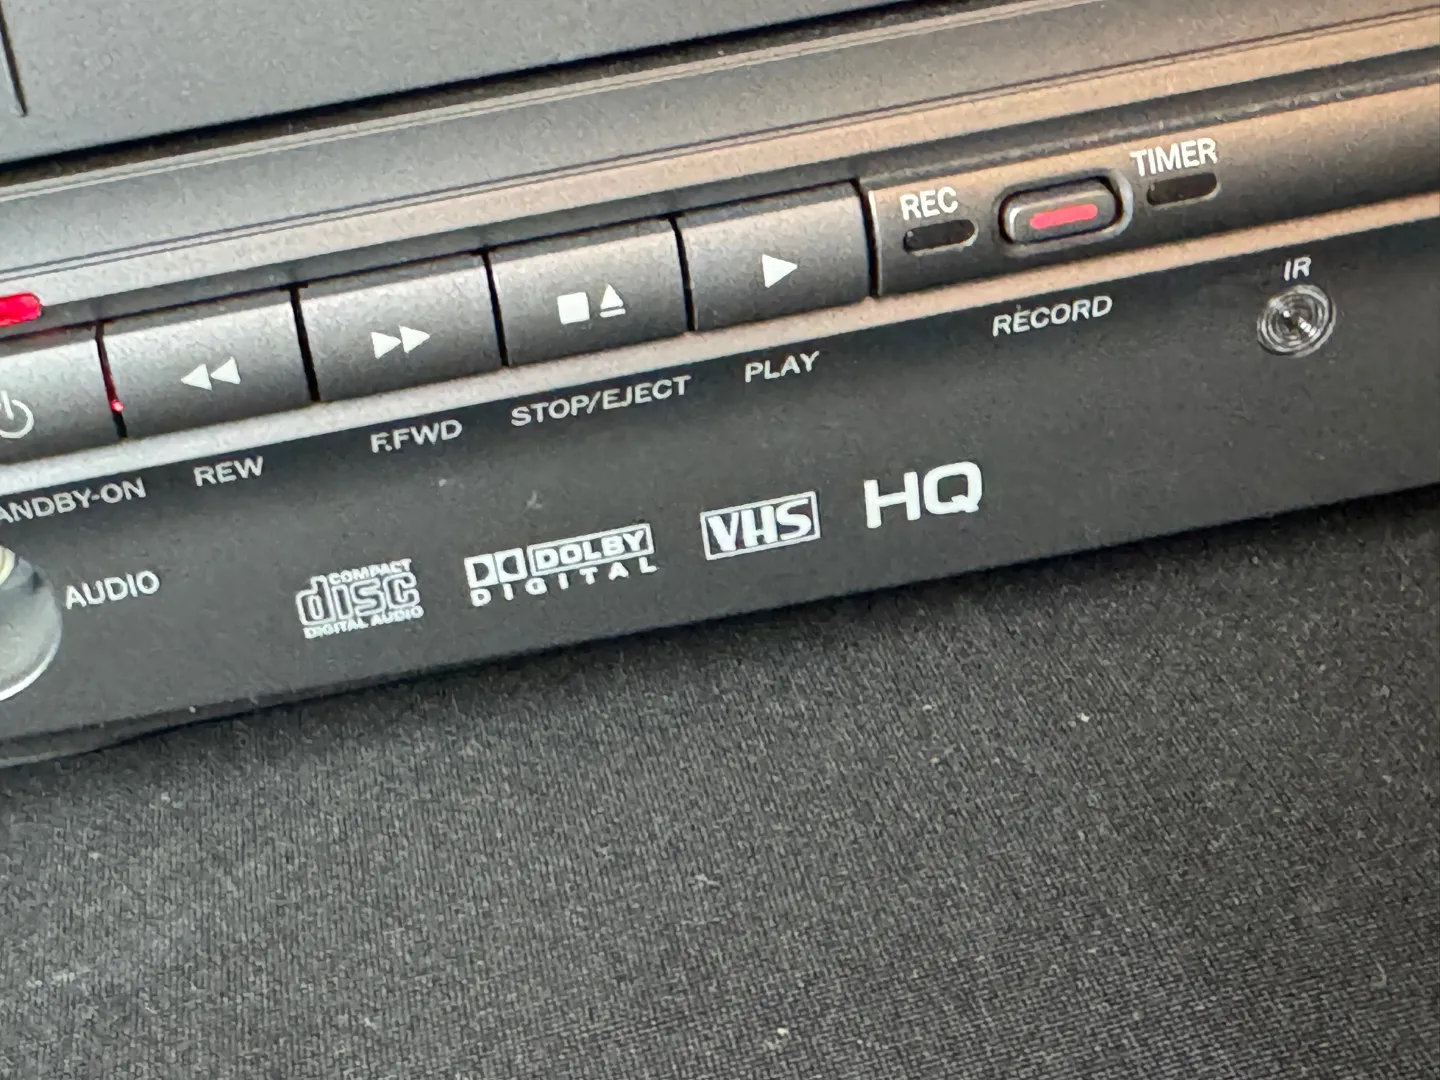 REC
TIMER
IR
RECORD
PLAY
STOP/EJECT
F.FWD
REW
ANDBY-ON
AUDIO
COMPACT
disc
DIGITAL AUDIO
DOLBY
DIGITAL
VHS
HQ